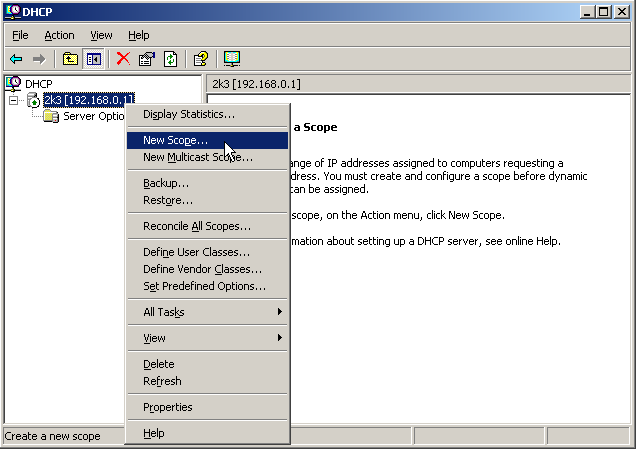 DHCP
File Action View Help
DHCP
2k3 [192.168.0.1]
2k3 [192.168.0.1]
Server Optio
Display Statistics...
New Scope...
New Multicast Scope...
Backup...
Restore...
Reconcile All Scopes...
Define User Classes...
Define Vendor Classes...
Set Predefined Options...
All Tasks
View
Delete
Refresh
Properties
Help
a Scope
nge of IP addresses assigned to computers requesting a
dress. You must create and configure a scope before dynamic
can be assigned.
scope, on the Action menu, click New Scope.
mation about setting up a DHCP server, see online Help.
Create a new scope